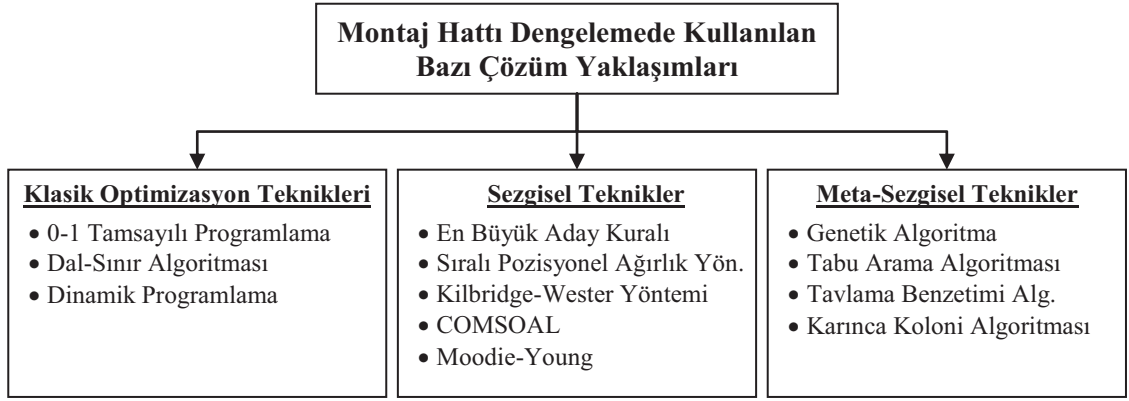 Montaj Hattı Dengelemede Kullanılan
Bazı Çözüm Yaklaşımları
Klasik Optimizasyon Teknikleri
• 0-1 Tamsayılı Programlama
• Dal-Sınır Algoritması
• Dinamik Programlama
Sezgisel Teknikler
• En Büyük Aday Kuralı
• Sıralı Pozisyonel Ağırlık Yön.
• Kilbridge-Wester Yöntemi
• COMSOAL
• Moodie-Young
Meta-Sezgisel Teknikler
• Genetik Algoritma
• Tabu Arama Algoritması
• Tavlama Benzetimi Alg.
• Karınca Koloni Algoritması